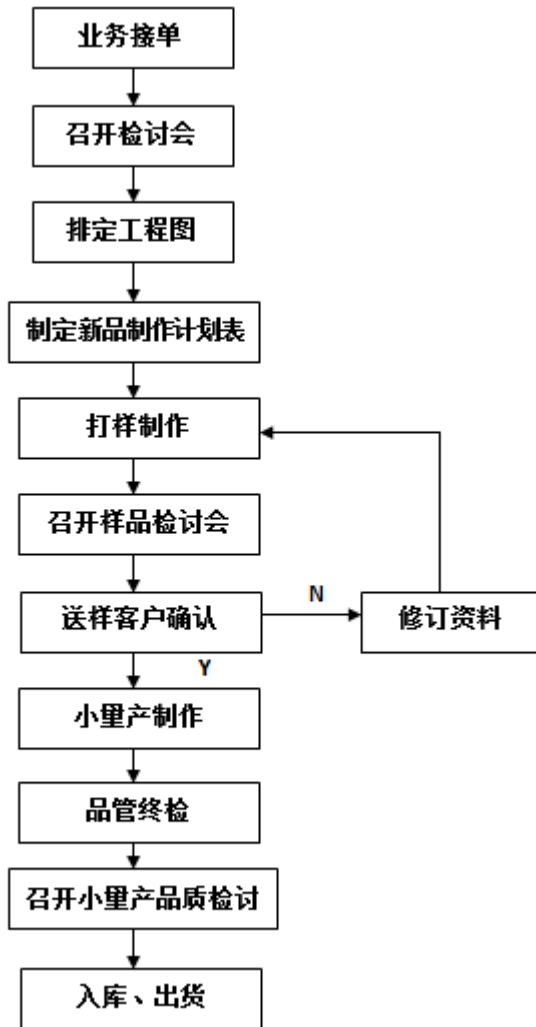 业务接单
召开检讨会
排定工程图
制定新品制作计划表
打样制作
召开样品检讨会
送样客户确认
N
修订资料
Y
小量产制作
品管终检
召开小量产品质检讨
入库、出货